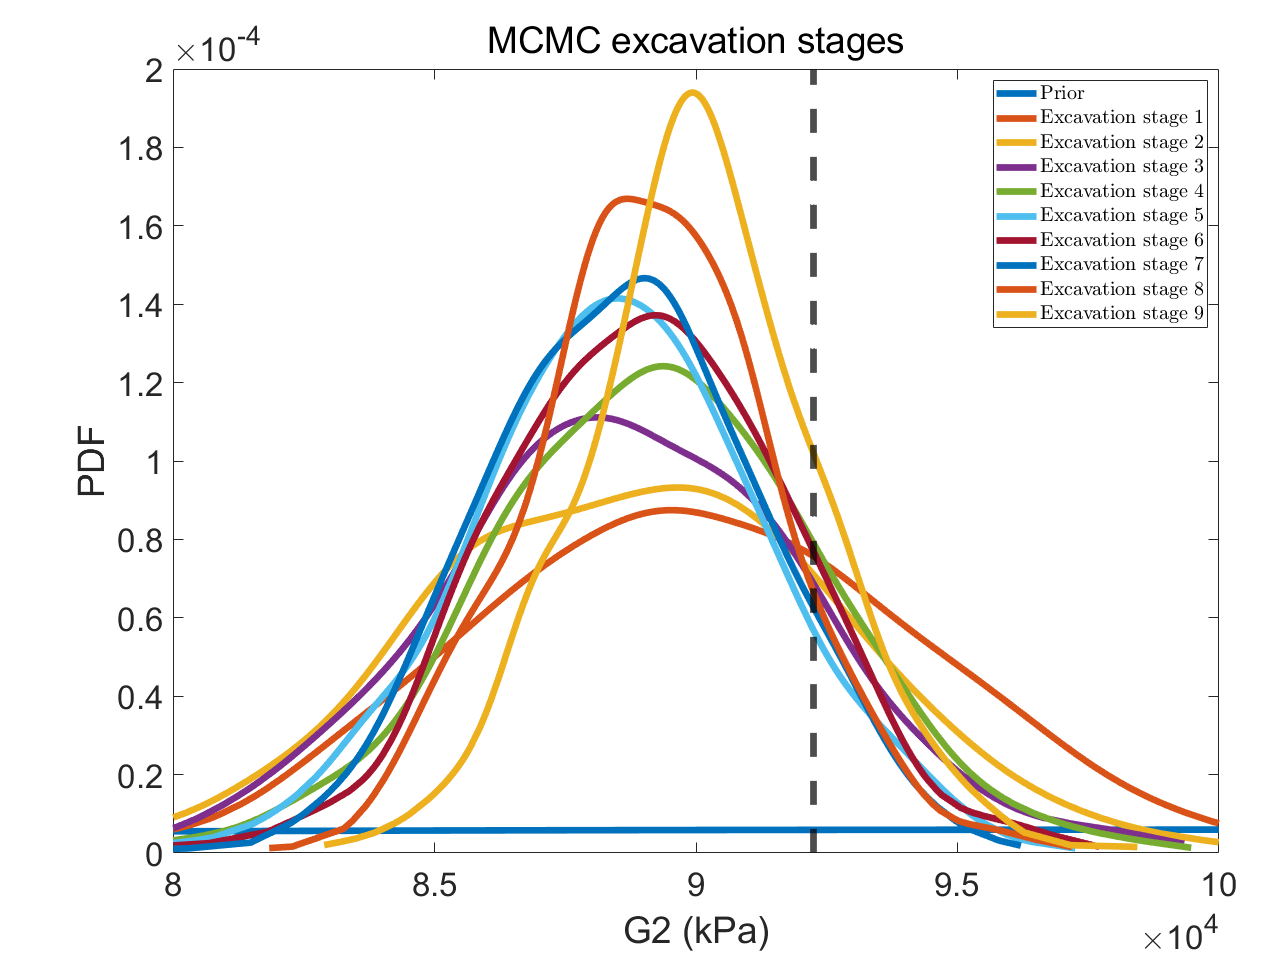 MCMC excavation stages
×10^-4
2
1.8
1.6
1.4
1.2
1
0.8
0.6
0.4
0.2
0
PDF
Prior
Excavation stage 1
Excavation stage 2
Excavation stage 3
Excavation stage 4
Excavation stage 5
Excavation stage 6
Excavation stage 7
Excavation stage 8
Excavation stage 9
8 8.5 9 9.5 10
G2 (kPa)
×10^4